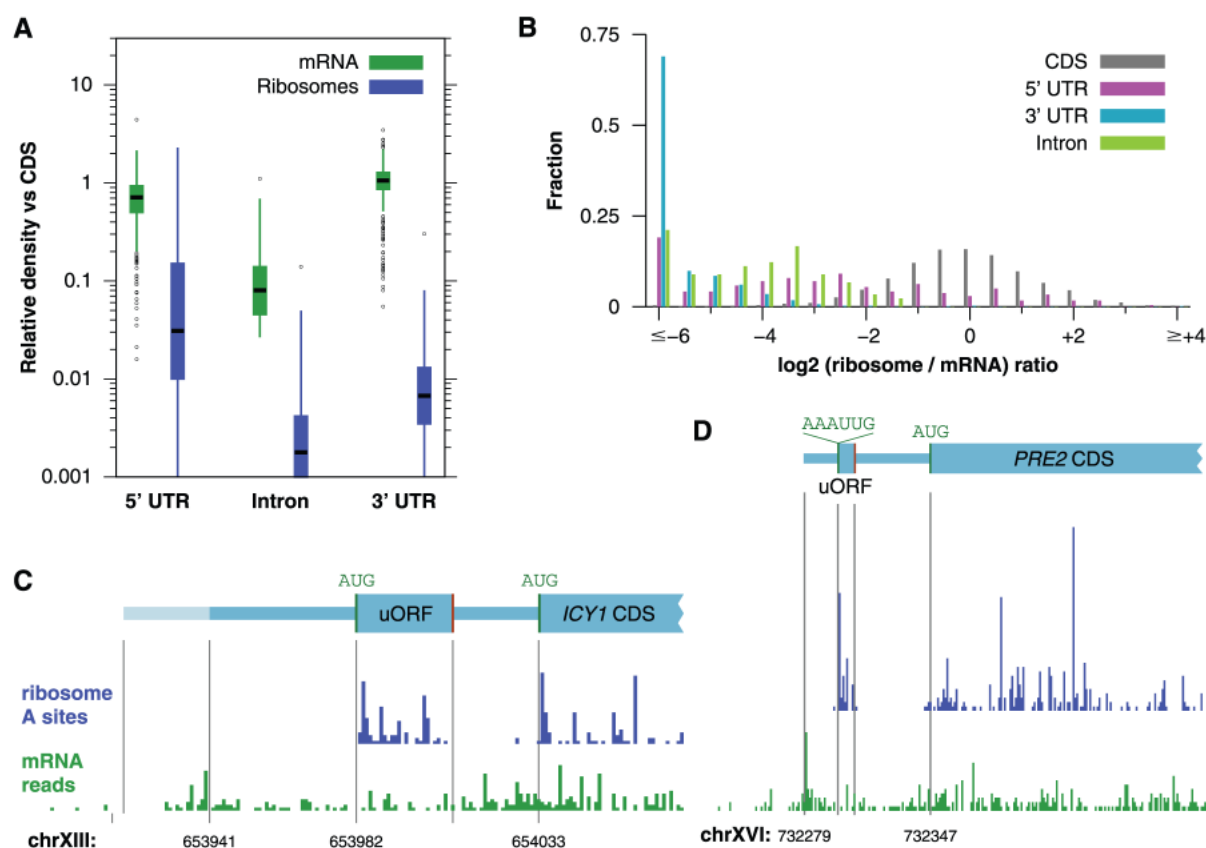 A
mRNA
Ribosomes
Relative density vs CDS
10
1
0.1
0.01
0.001
5’ UTR
Intron
3’ UTR
B
Fraction
0.75
0.5
0.25
0
CDS
5’ UTR
3’ UTR
Intron
≤−6
−4
−2
0
+2
≥+4
log2 (ribosome / mRNA) ratio
C
AUG
AUG
uORF
ICY1 CDS
ribosome
A sites
mRNA
reads
chrXIII:
653941
653982
654033
D
AAAUUG
AUG
PRE2 CDS
uORF
chrXVI:
732279
732347